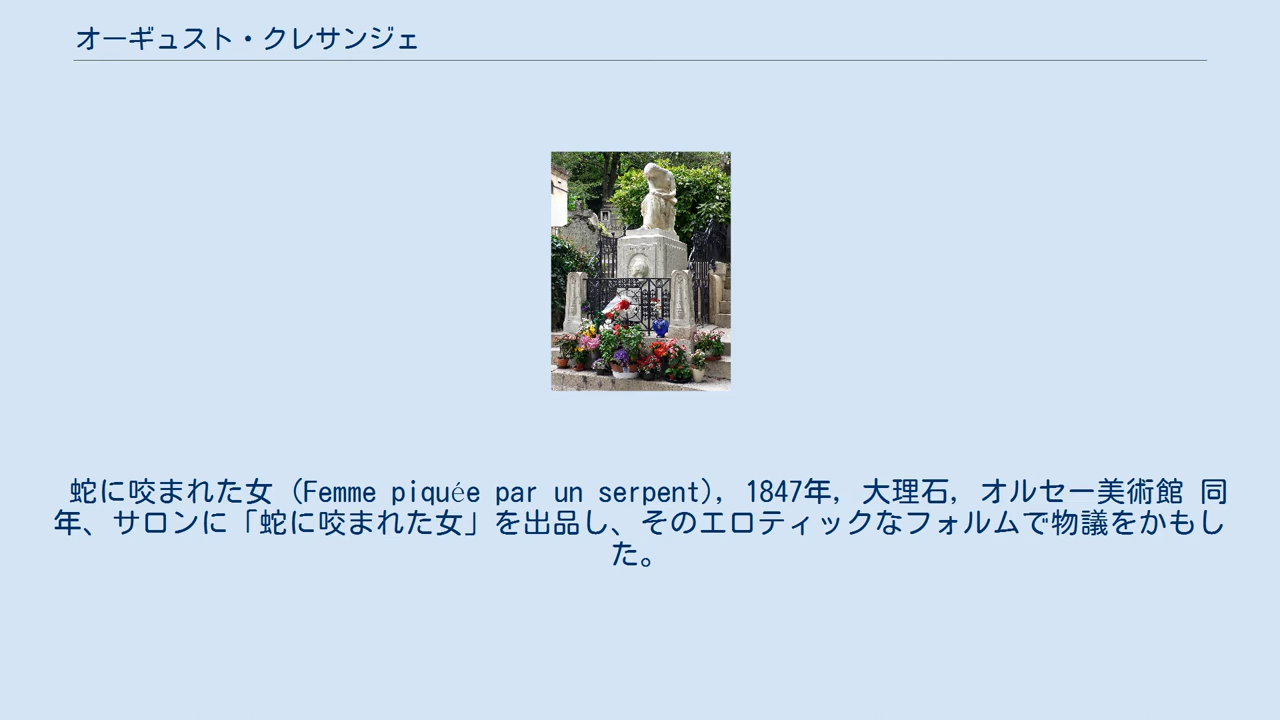 オーギュスト・クレサンジェ
蛇に咬まれた女 (Femme piquée par un serpent), 1847年, 大理石, オルセー美術館 同
年、サロンに「蛇に咬まれた女」を出品し、そのエロティックなフォルムで物議をかもし
た。